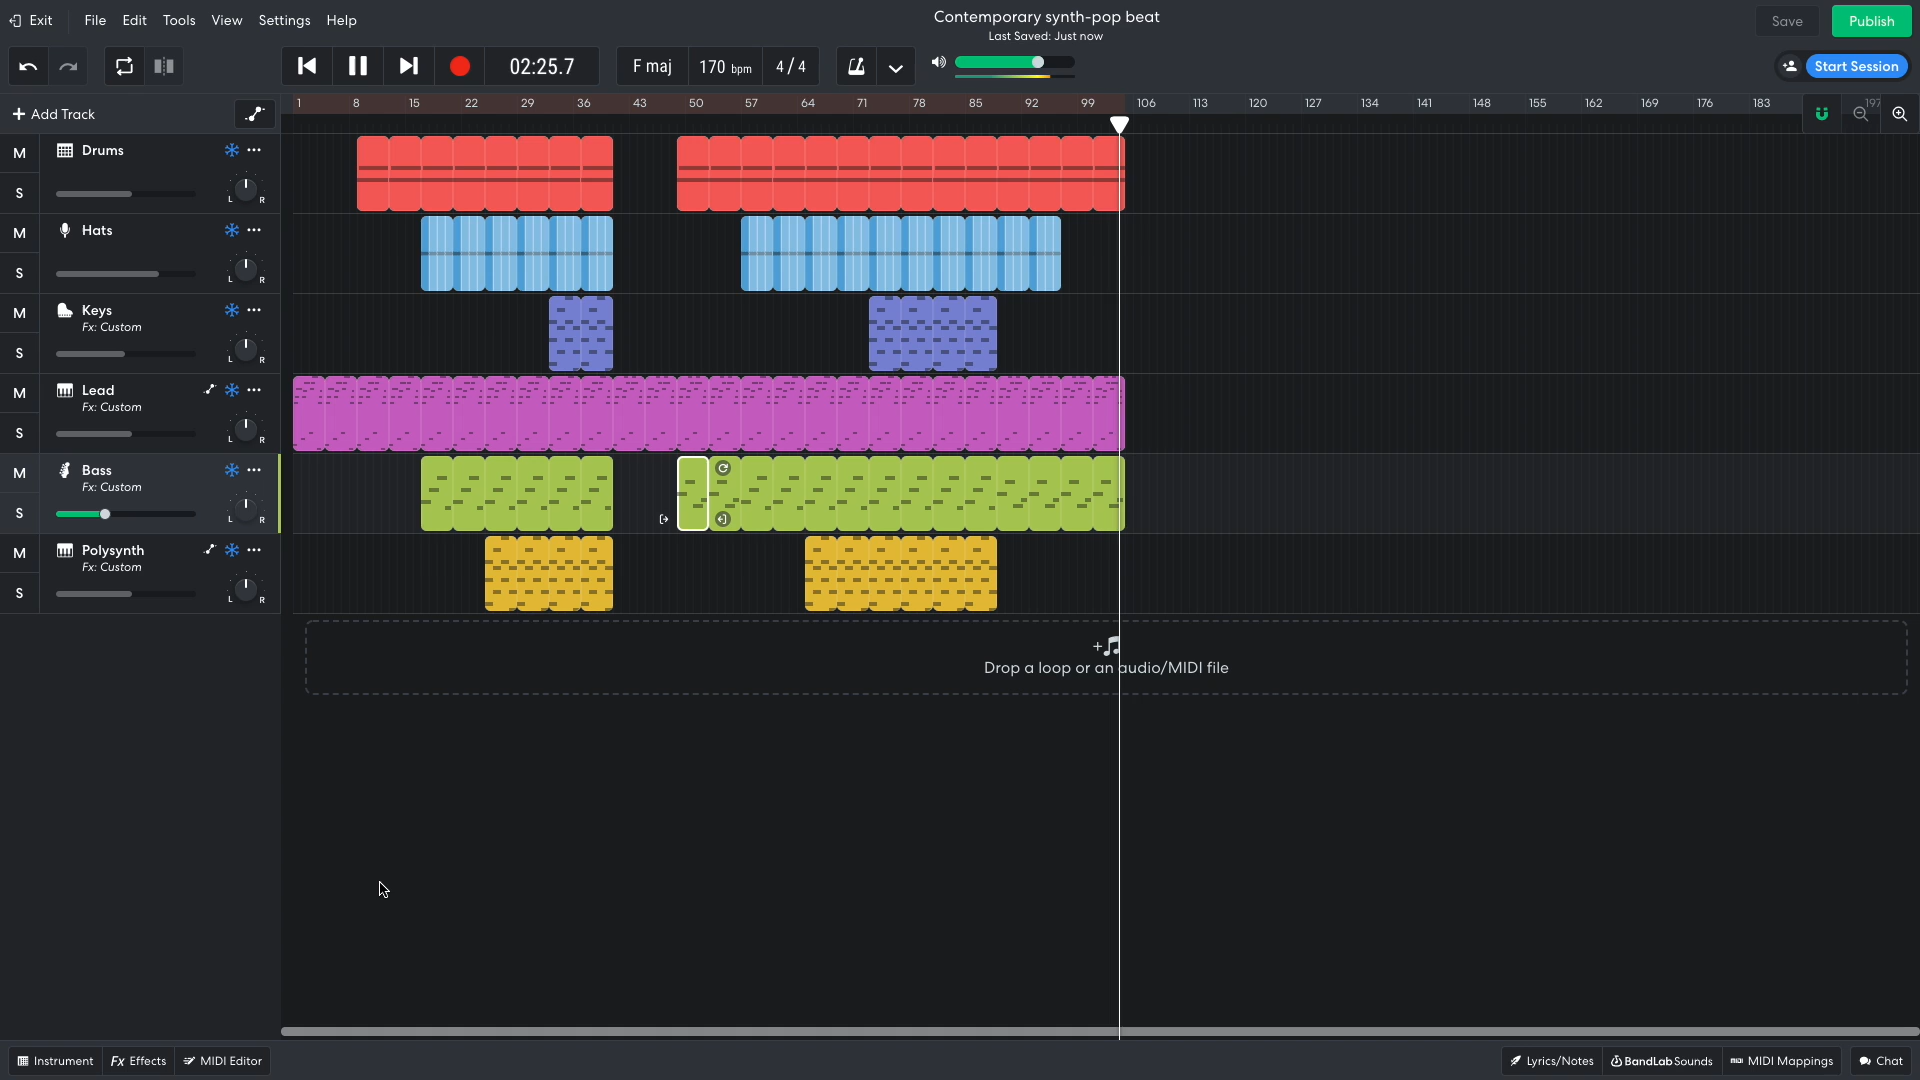 Exit File Edit Tools View Settings Help
Contemporary synth-pop beat
Last Saved: Just now
Save Publish
02:25.7 F maj 170 bpm 4/4
Start Session
+ Add Track
1 8 15 22 29 36 43 50 57 64 71 78 85 92 99 106 113 120 127 134 141 148 155 162 169 176 183 197
M Drums
S L R
M Hats
S L R
M Keys
Fx: Custom
S L R
M Lead
Fx: Custom
S L R
M Bass
Fx: Custom
S L R
M Polysynth
Fx: Custom
S L R
Drop a loop or an audio/MIDI file
Instrument Fx Effects MIDI Editor Lyrics/Notes BandLab Sounds MIDI Mappings Chat